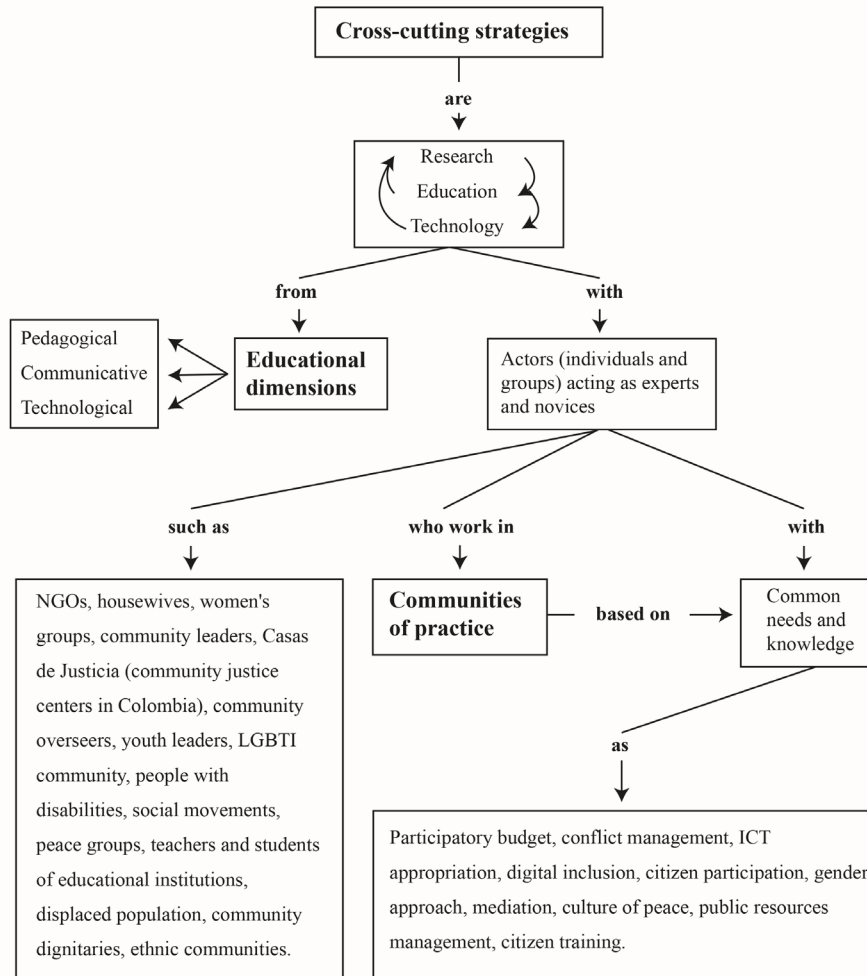 Cross-cutting strategies
are
Research
Education
Technology
from
with
Pedagogical
Communicative
Technological
Educational
dimensions
Actors (individuals and
groups) acting as experts
and novices
such as
who work in
with
NGOs, housewives, women's
groups, community leaders, Casas
de Justicia (community justice
centers in Colombia), community
overseers, youth leaders, LGBTI
community, people with
disabilities, social movements,
peace groups, teachers and students
of educational institutions,
displaced population, community
dignitaries, ethnic communities.
Communities
of practice
based on
Common
needs and
knowledge
as
Participatory budget, conflict management, ICT
appropriation, digital inclusion, citizen participation, gender
approach, mediation, culture of peace, public resources
management, citizen training.